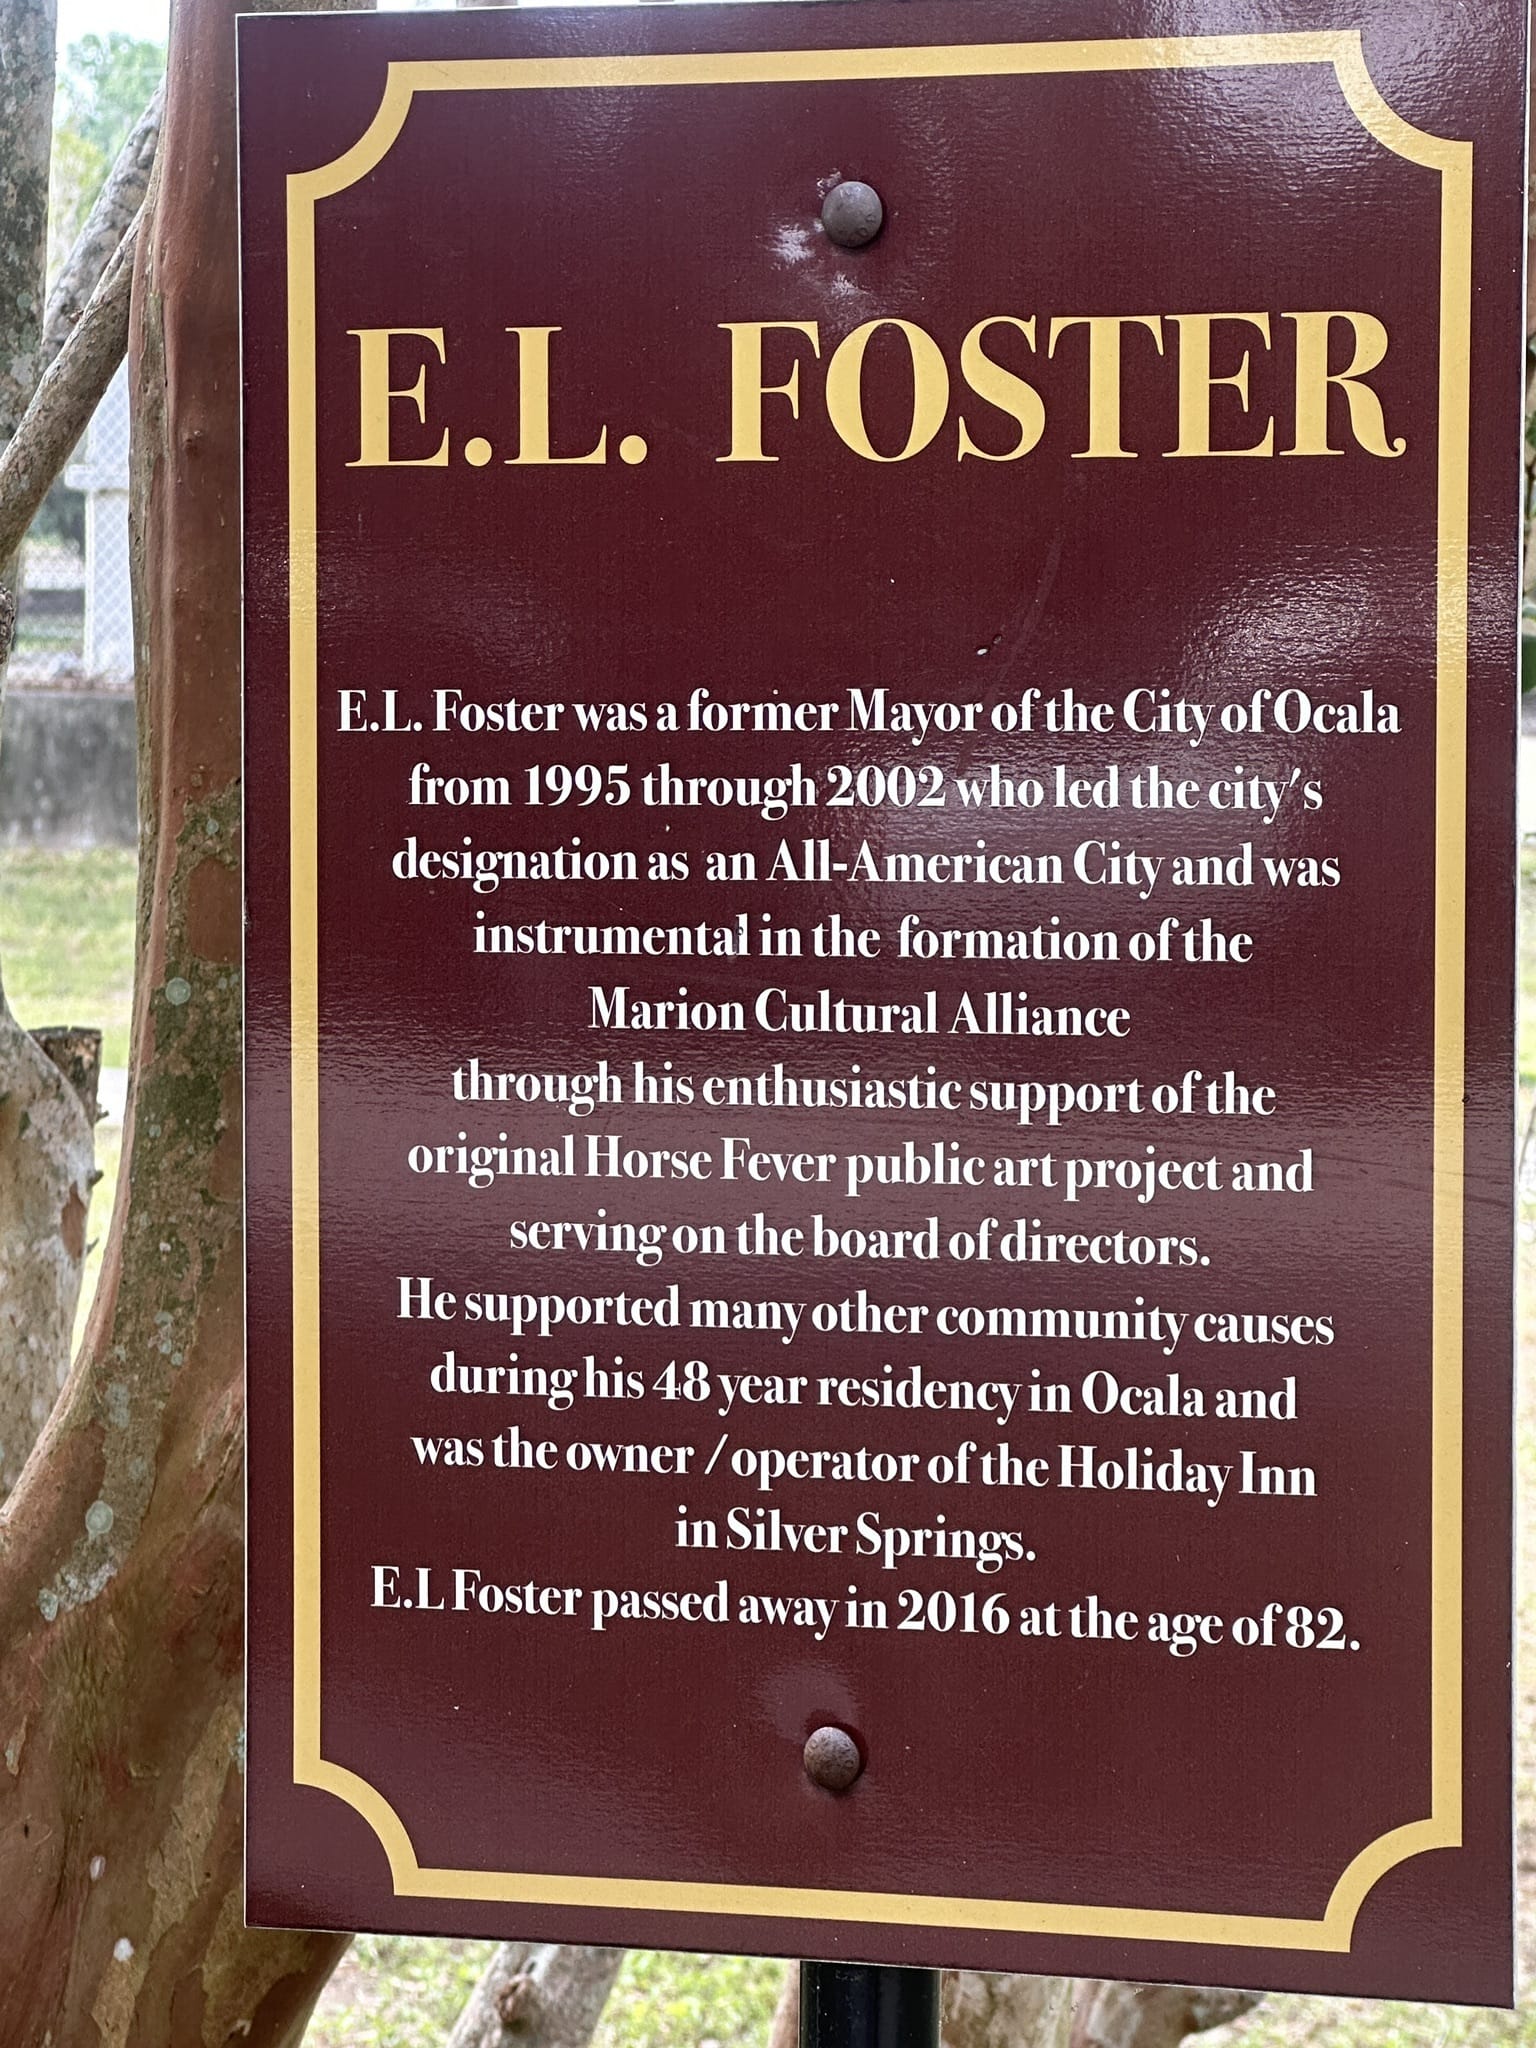 E.L. FOSTER
E.L. Foster was a former Mayor of the City of Ocala
from 1995 through 2002 who led the city's
designation as an All-American City and was
instrumental in the formation of the
Marion Cultural Alliance
through his enthusiastic support of the
original Horse Fever public art project and
serving on the board of directors.
He supported many other community causes
during his 48 year residency in Ocala and
was the owner / operator of the Holiday Inn
in Silver Springs.
E.L Foster passed away in 2016 at the age of 82.